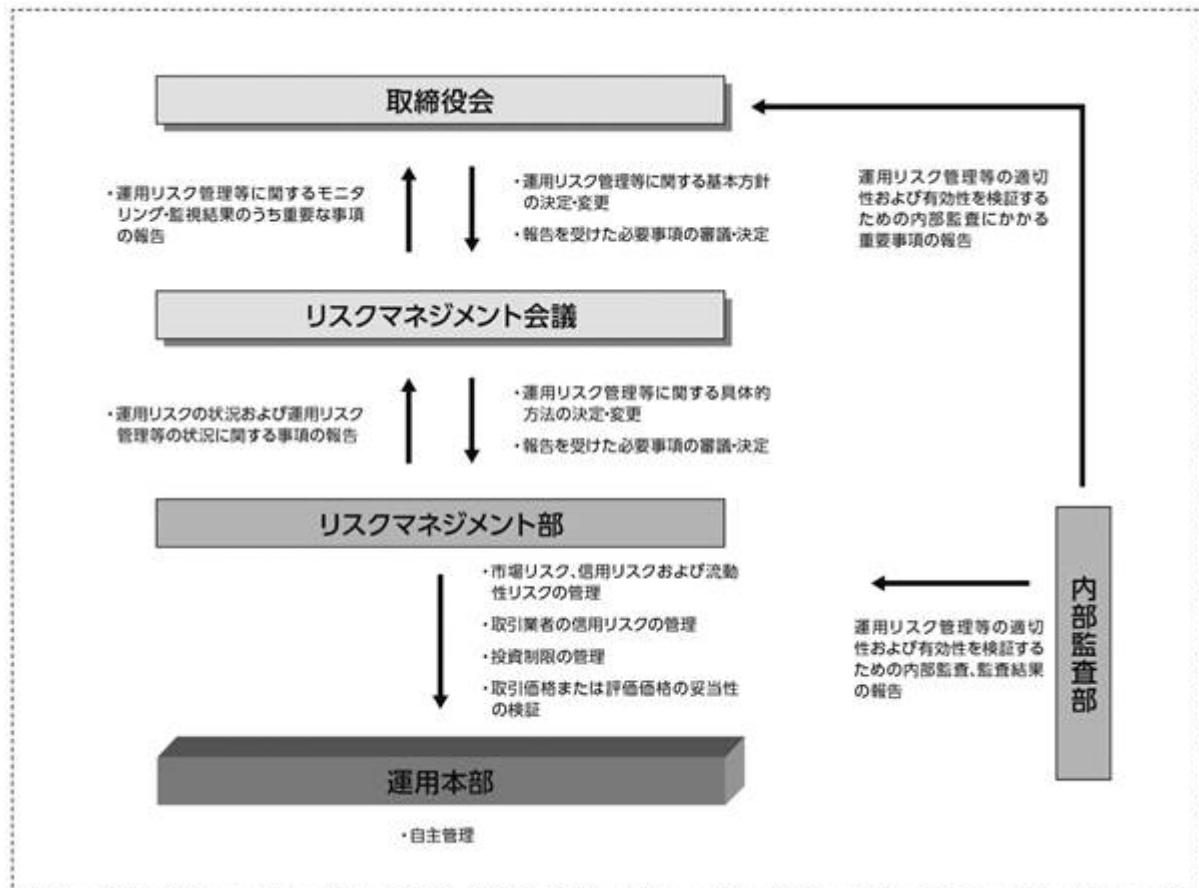 取締役会
・運用リスク管理等に関するモニタ
リング・監視結果のうち重要な事項
の報告
・運用リスク管理等に関する基本方針
の決定・変更
・報告を受けた必要事項の審議・決定
運用リスク管理等の適切
性および有効性を検証す
るための内部監査にかかる
重要事項の報告
リスクマネジメント会議
・運用リスクの状況および運用リスク
管理等の状況に関する事項の報告
・運用リスク管理等に関する具体的
方法の決定・変更
・報告を受けた必要事項の審議・決定
リスクマネジメント部
・市場リスク、信用リスクおよび流動
性リスクの管理
・取引業者の信用リスクの管理
・投資制限の管理
・取引価格または評価価格の妥当性
の検証
運用リスク管理等の適切
性および有効性を検証する
ための内部監査、監査結果
の報告
内部監査部
運用本部
・自主管理